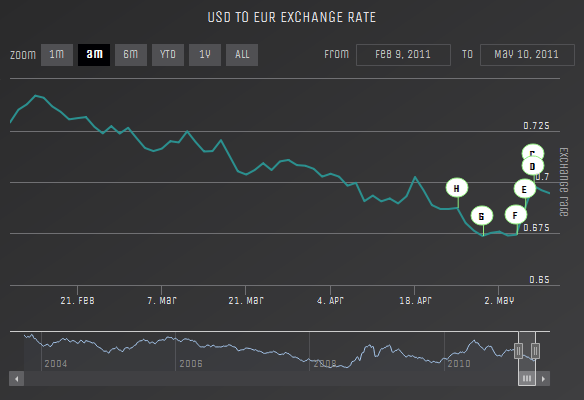 USD TO EUR EXCHANGE RATE
Zoom 1m 3m 6m YTD 1Y ALL From Feb 9, 2011 To May 10, 2011
0.725
D
0.7
H
E
G
F
0.675
0.65
Exchange rate
21. Feb 7. Mar 21. Mar 4. Apr 18. Apr 2. May
2004 2006 2008 2010